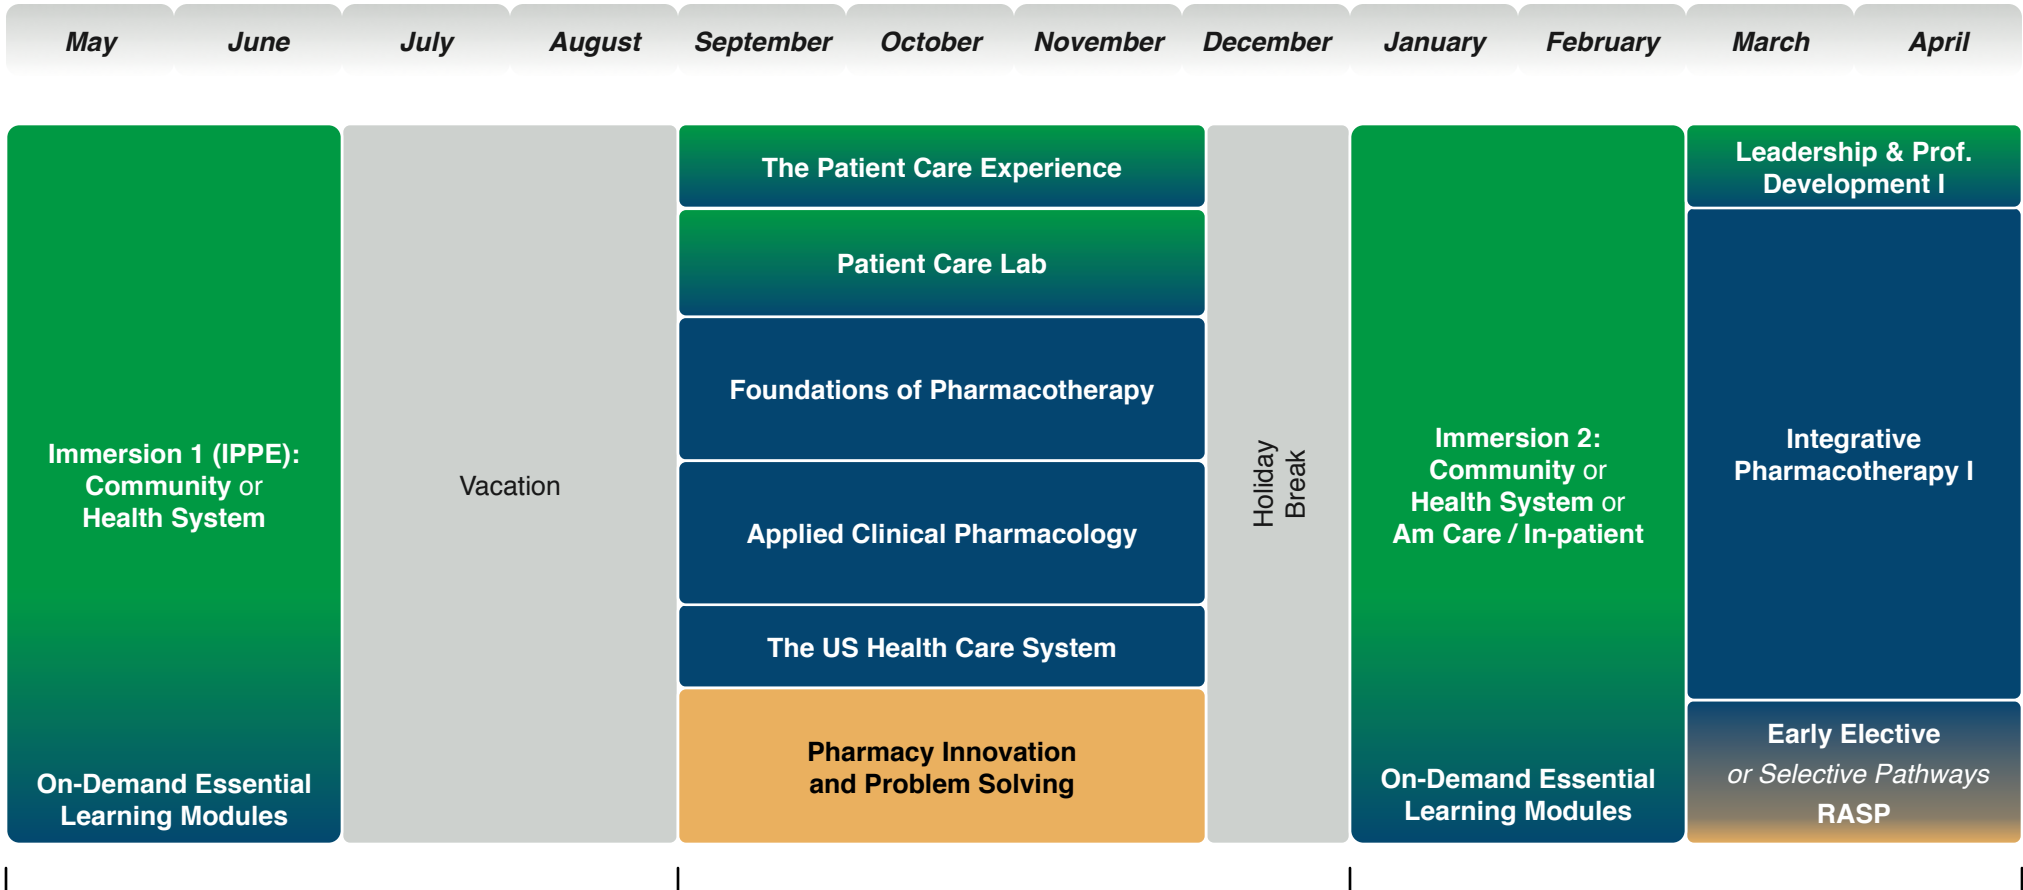 May June July August September October November December January February March April
Immersion 1 (IPPE):
Community or
Health System
On-Demand Essential
Learning Modules
Vacation
The Patient Care Experience
Patient Care Lab
Foundations of Pharmacotherapy
Applied Clinical Pharmacology
The US Health Care System
Pharmacy Innovation
and Problem Solving
Holiday
Break
Immersion 2:
Community or
Health System or
Am Care / In-patient
On-Demand Essential
Learning Modules
Leadership & Prof.
Development I
Integrative
Pharmacotherapy I
Early Elective
or Selective Pathways
RASP